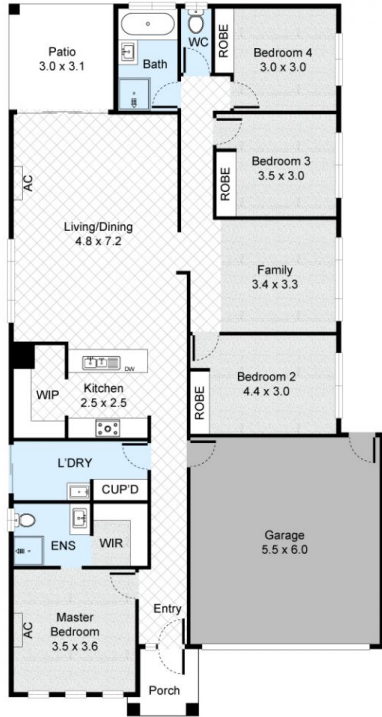 Patio
3.0 x 3.1
Bath
WC
ROBE
Bedroom 4
3.0 x 3.0
Bedroom 3
3.5 x 3.0
ROBE
AC
Living/Dining
4.8 x 7.2
Family
3.4 x 3.3
DW
Kitchen
2.5 x 2.5
WIP
Bedroom 2
4.4 x 3.0
ROBE
L'DRY
CUP'D
ENS
WIR
Garage
5.5 x 6.0
Master
Bedroom
3.5 x 3.6
AC
Entry
Porch